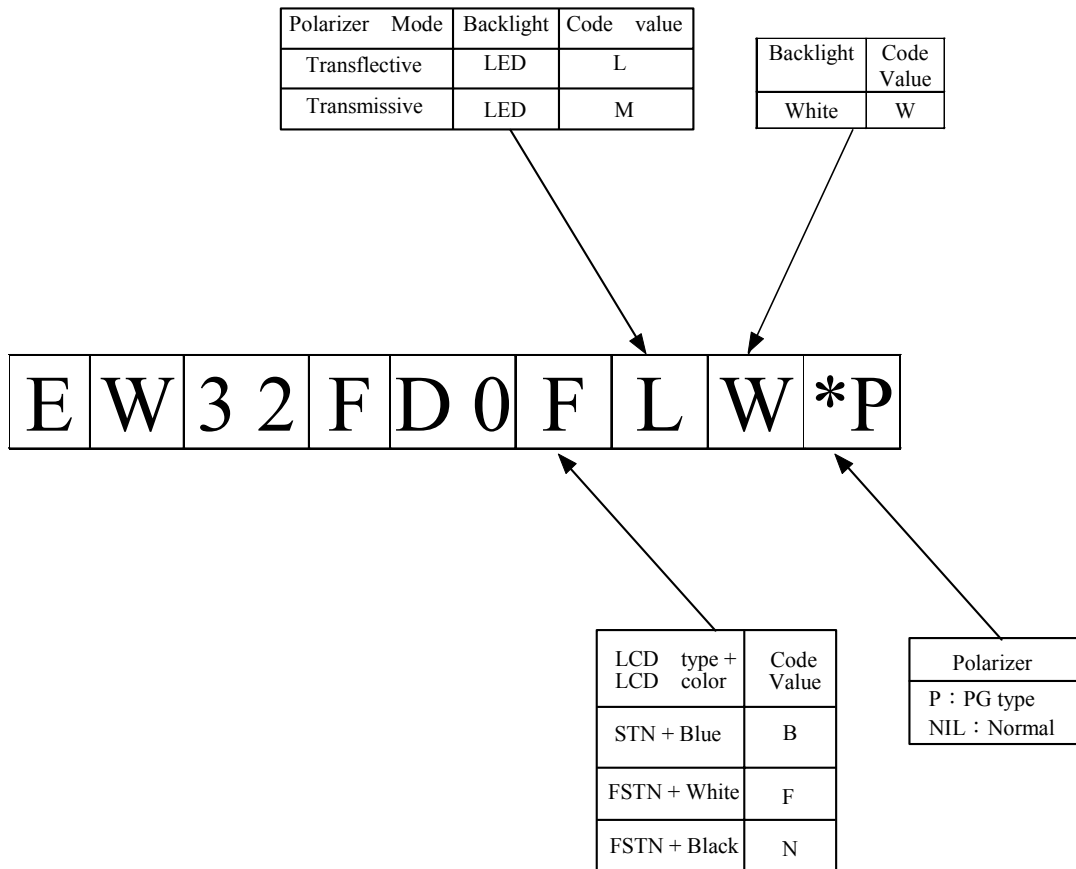 Polarizer Mode Backlight Code value
Transflective LED L
Transmissive LED M
Backlight Code Value
White W
E W 3 2 F D 0 F L W *P
LCD type + LCD color Code Value
STN + Blue B
FSTN + White F
FSTN + Black N
Polarizer
P：PG type
NIL：Normal